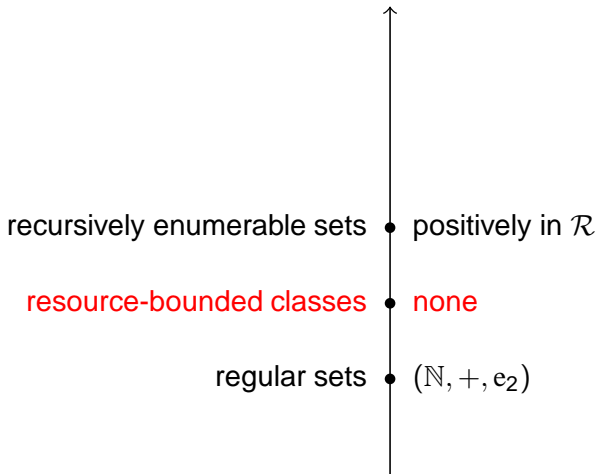 recursively enumerable sets positively in ℛ
resource-bounded classes none
regular sets (ℕ, +, e₂)